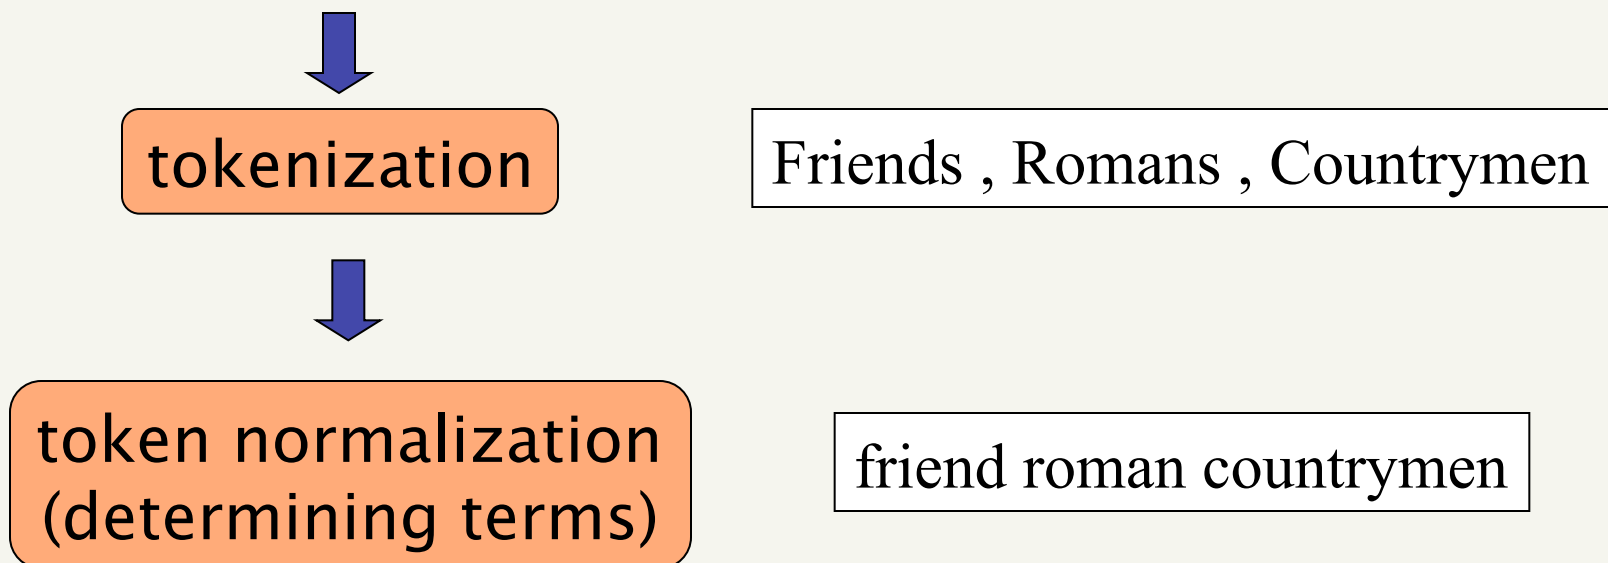 tokenization
Friends , Romans , Countrymen
token normalization
(determining terms)
friend roman countrymen